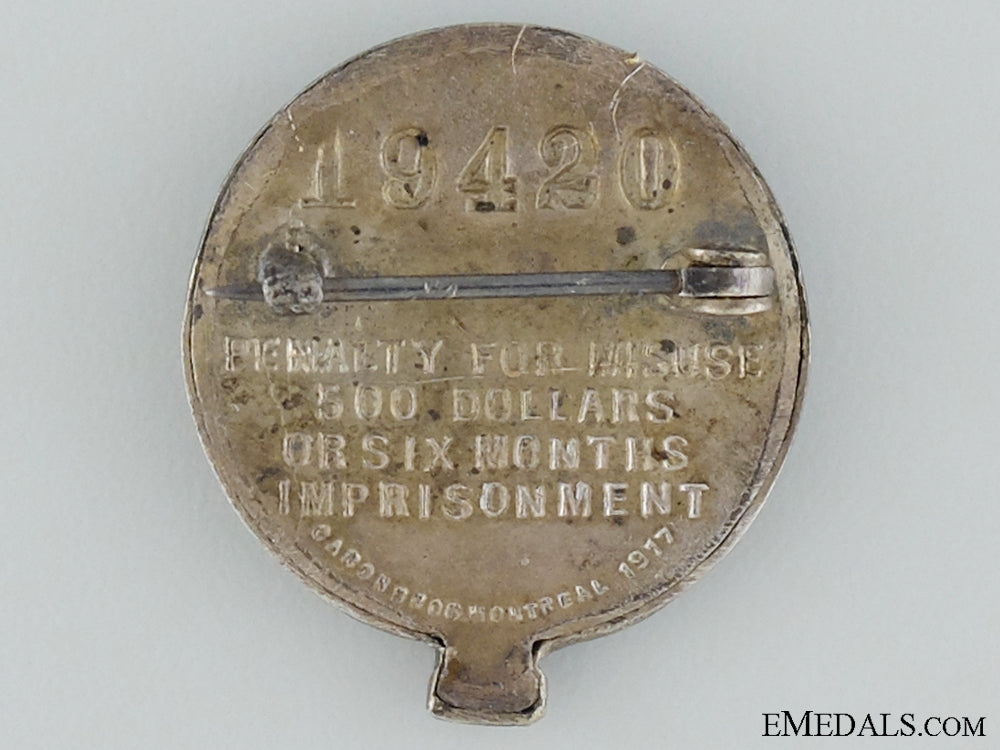 19420
PENALTY FOR MISUSE
500 DOLLARS
OR SIX MONTHS
IMPRISONMENT
MONTREAL 1917
EMEDALS.COM